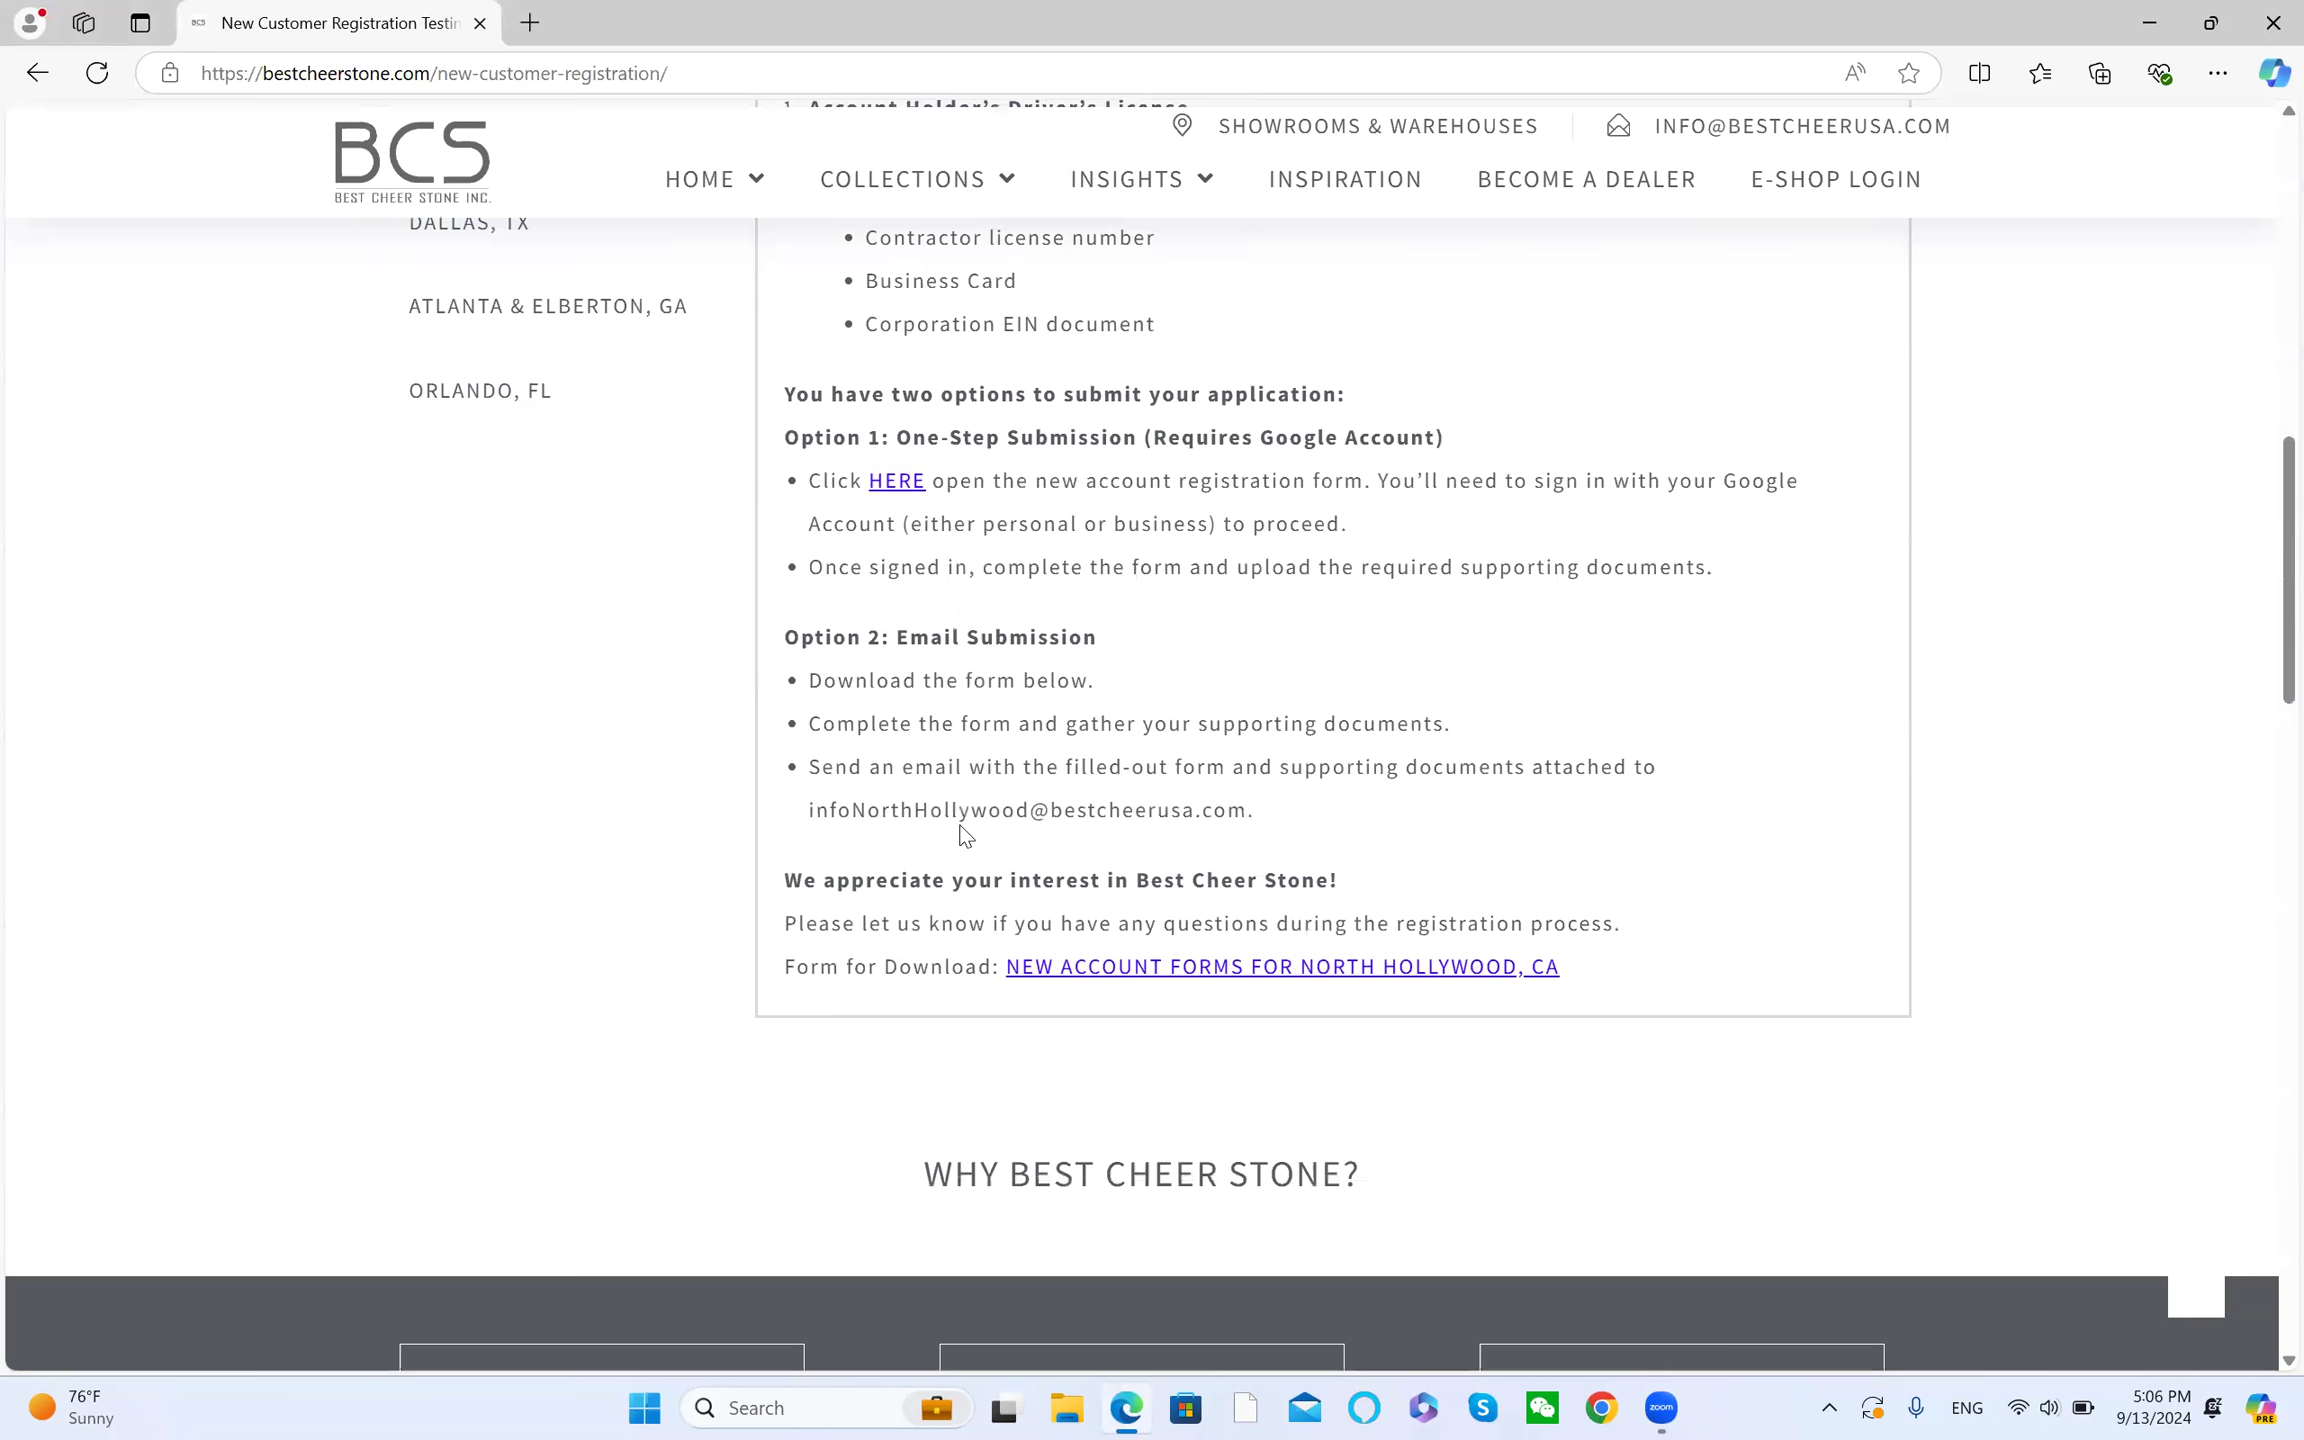 New Customer Registration Testin
https://bestcheerstone.com/new-customer-registration/
1. Account Holder's Driver's License
SHOWROOMS & WAREHOUSES
INFO@BESTCHEERUSA.COM
BCS
BEST CHEER STONE INC.
HOME
COLLECTIONS
INSIGHTS
INSPIRATION
BECOME A DEALER
E-SHOP LOGIN
DALLAS, TX
ATLANTA & ELBERTON, GA
ORLANDO, FL
• Contractor license number
• Business Card
• Corporation EIN document
You have two options to submit your application:
Option 1: One-Step Submission (Requires Google Account)
• Click HERE open the new account registration form. You'll need to sign in with your Google
Account (either personal or business) to proceed.
• Once signed in, complete the form and upload the required supporting documents.
Option 2: Email Submission
• Download the form below.
• Complete the form and gather your supporting documents.
• Send an email with the filled-out form and supporting documents attached to
infoNorthHollywood@bestcheerusa.com.
We appreciate your interest in Best Cheer Stone!
Please let us know if you have any questions during the registration process.
Form for Download: NEW ACCOUNT FORMS FOR NORTH HOLLYWOOD, CA
WHY BEST CHEER STONE?
76°F
Sunny
Search
zoom
ENG
5:06 PM
9/13/2024
PRE